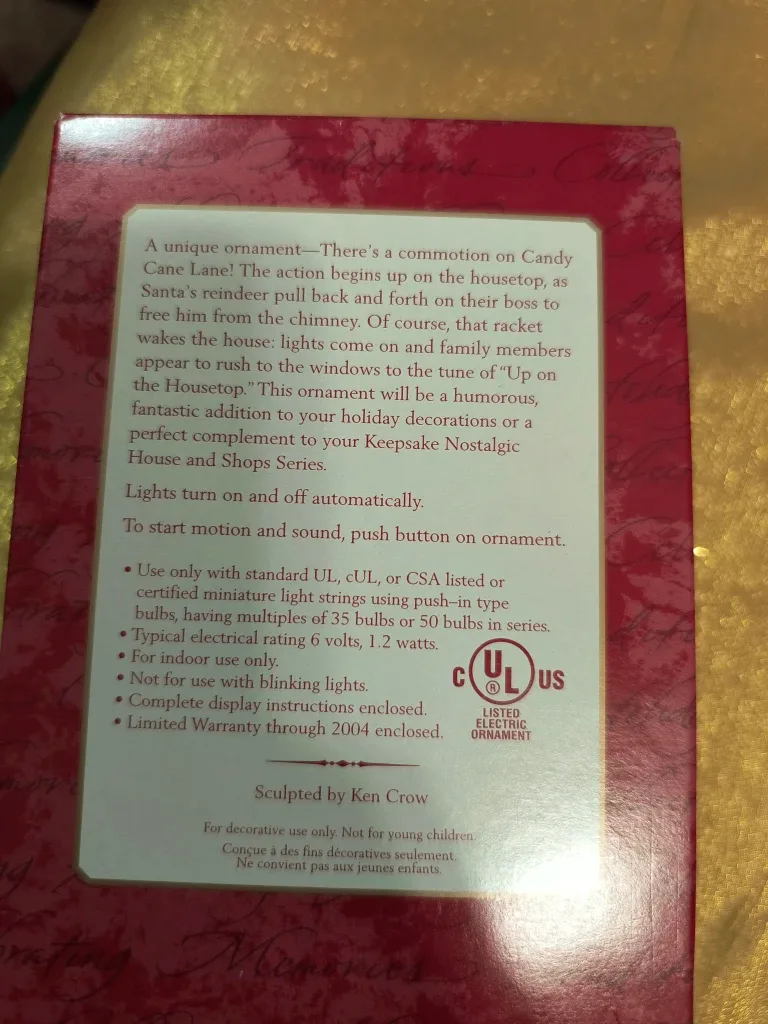 Memories Traditions
A unique ornament—There's a commotion on Candy
Cane Lane! The action begins up on the housetop, as
Santa's reindeer pull back and forth on their boss to
free him from the chimney. Of course, that racket
wakes the house: lights come on and family members
appear to rush to the windows to the tune of "Up on
the Housetop." This ornament will be a humorous,
fantastic addition to your holiday decorations or a
perfect complement to your Keepsake Nostalgic
House and Shops Series.
Lights turn on and off automatically.
To start motion and sound, push button on ornament.
• Use only with standard UL, cUL, or CSA listed or
certified miniature light strings using push–in type
bulbs, having multiples of 35 bulbs or 50 bulbs in series.
• Typical electrical rating 6 volts, 1.2 watts.
• For indoor use only.
• Not for use with blinking lights.
• Complete display instructions enclosed.
• Limited Warranty through 2004 enclosed.
C UL ® US
LISTED
ELECTRIC
ORNAMENT
Sculpted by Ken Crow
For decorative use only. Not for young children.
Conçue à des fins décoratives seulement.
Ne convient pas aux jeunes enfants.
Memories